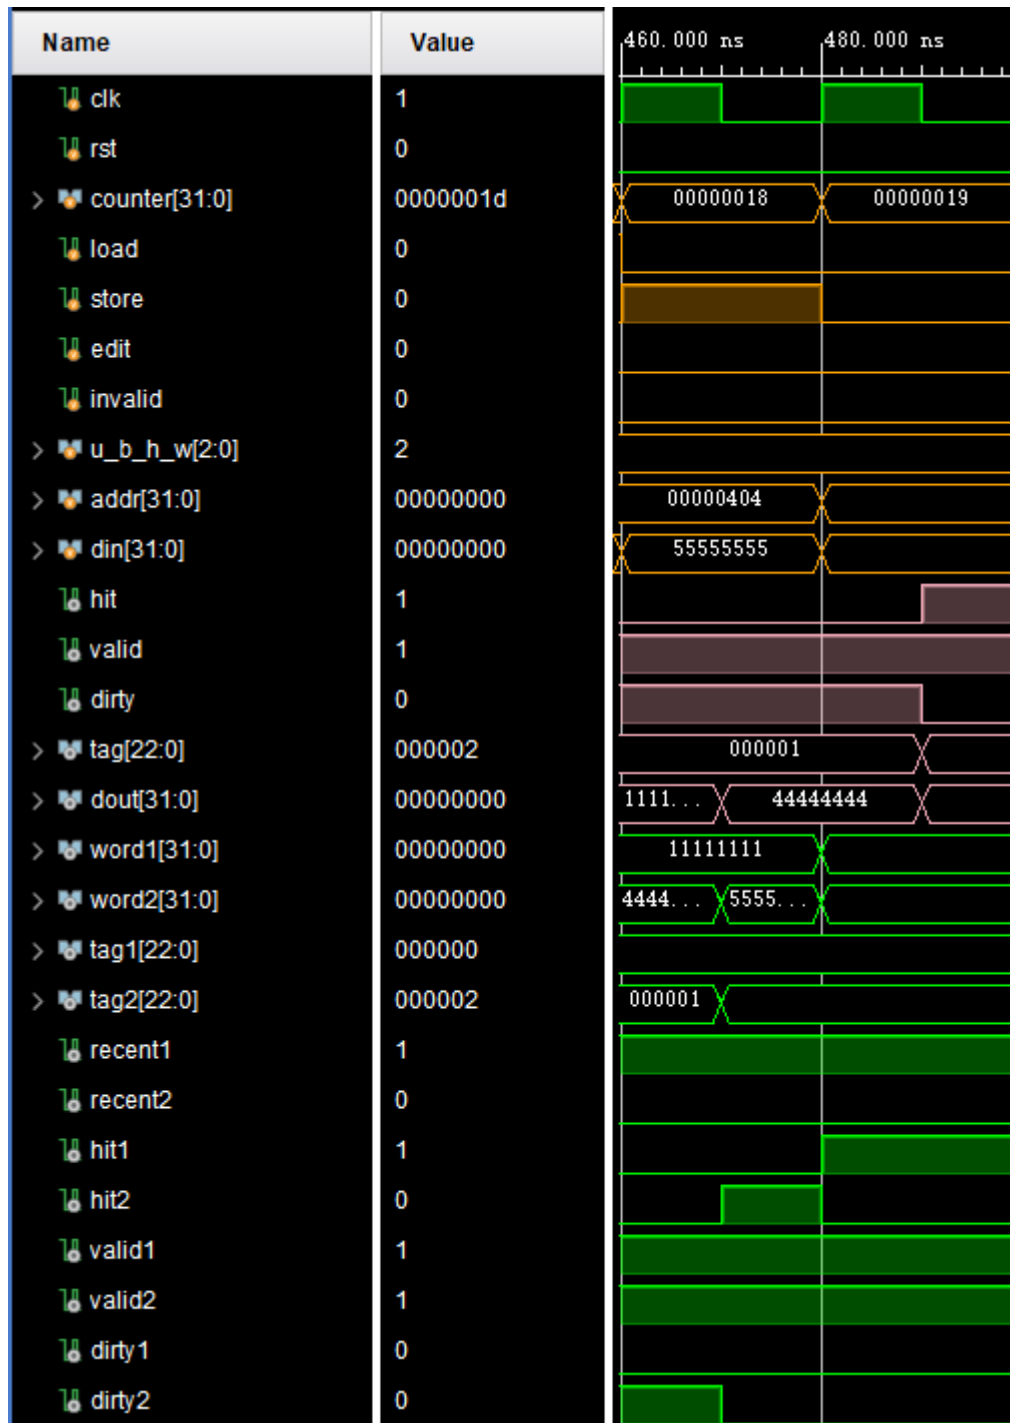 Name Value 460.000 ns 480.000 ns
clk 1
rst 0
counter[31:0] 0000001d 00000018 00000019
load 0
store 0
edit 0
invalid 0
u_b_h_w[2:0] 2
addr[31:0] 00000000 00000404
din[31:0] 00000000 55555555
hit 1
valid 1
dirty 0
tag[22:0] 000002 000001
dout[31:0] 00000000 1111... 44444444
word1[31:0] 00000000 11111111
word2[31:0] 00000000 4444... 5555...
tag1[22:0] 000000
tag2[22:0] 000002 000001
recent1 1
recent2 0
hit1 1
hit2 0
valid1 1
valid2 1
dirty1 0
dirty2 0